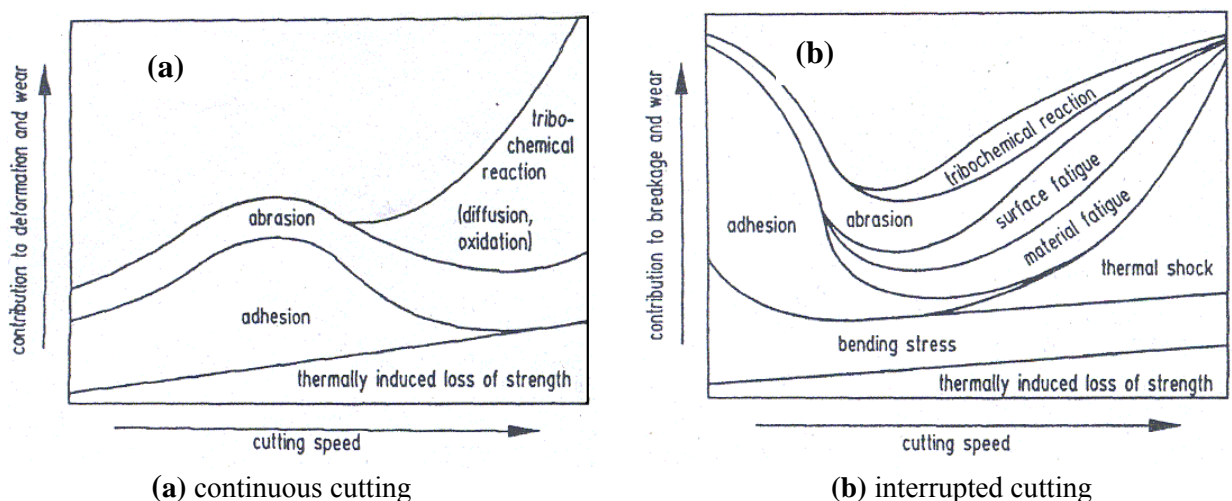 (a)
contribution to deformation and wear
tribo-
chemical
reaction
(diffusion,
oxidation)
abrasion
adhesion
thermally induced loss of strength
cutting speed
(a) continuous cutting
(b)
contribution to breakage and wear
tribochemical reaction
surface fatigue
material fatigue
adhesion
abrasion
thermal shock
bending stress
thermally induced loss of strength
cutting speed
(b) interrupted cutting